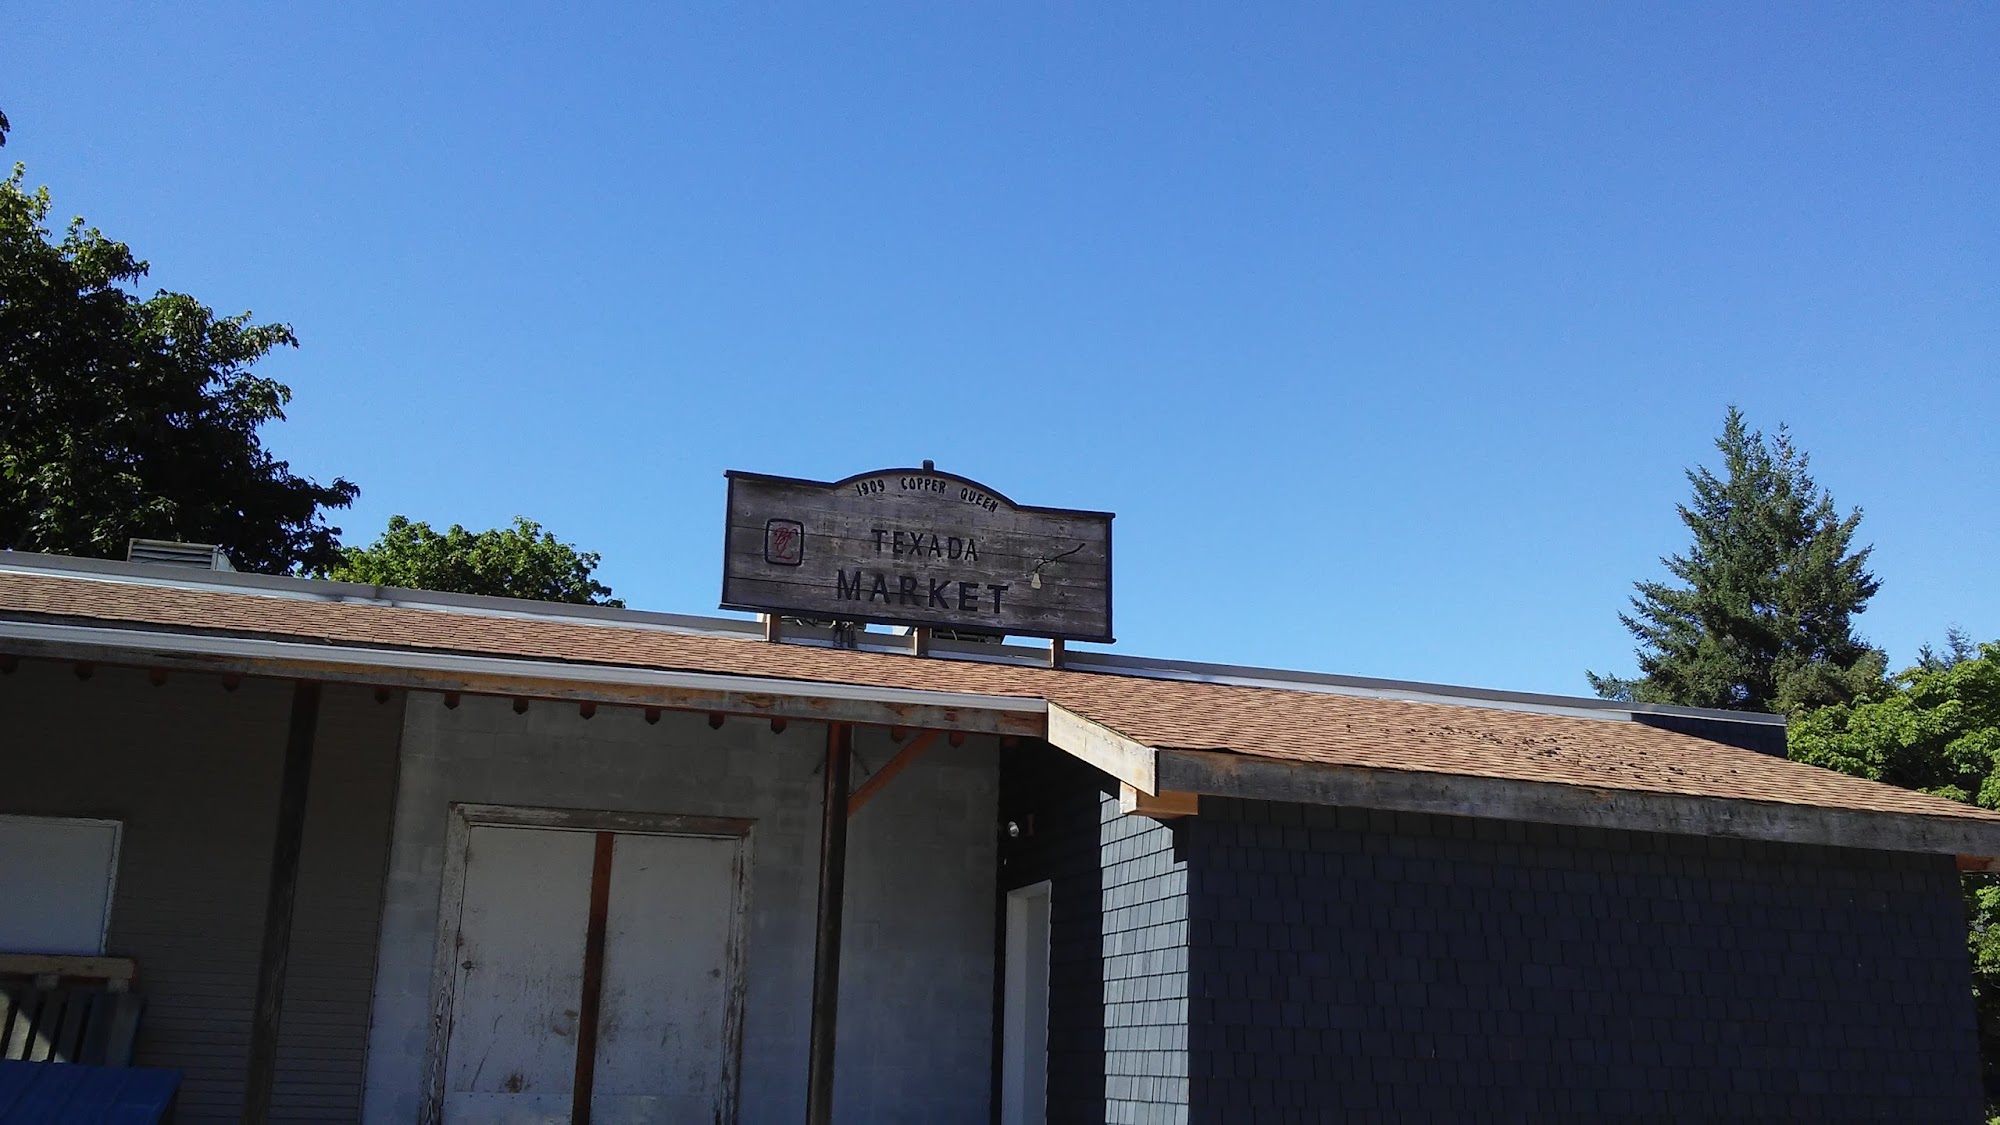 1909 COPPER QUEEN
TEXADA
MARKET